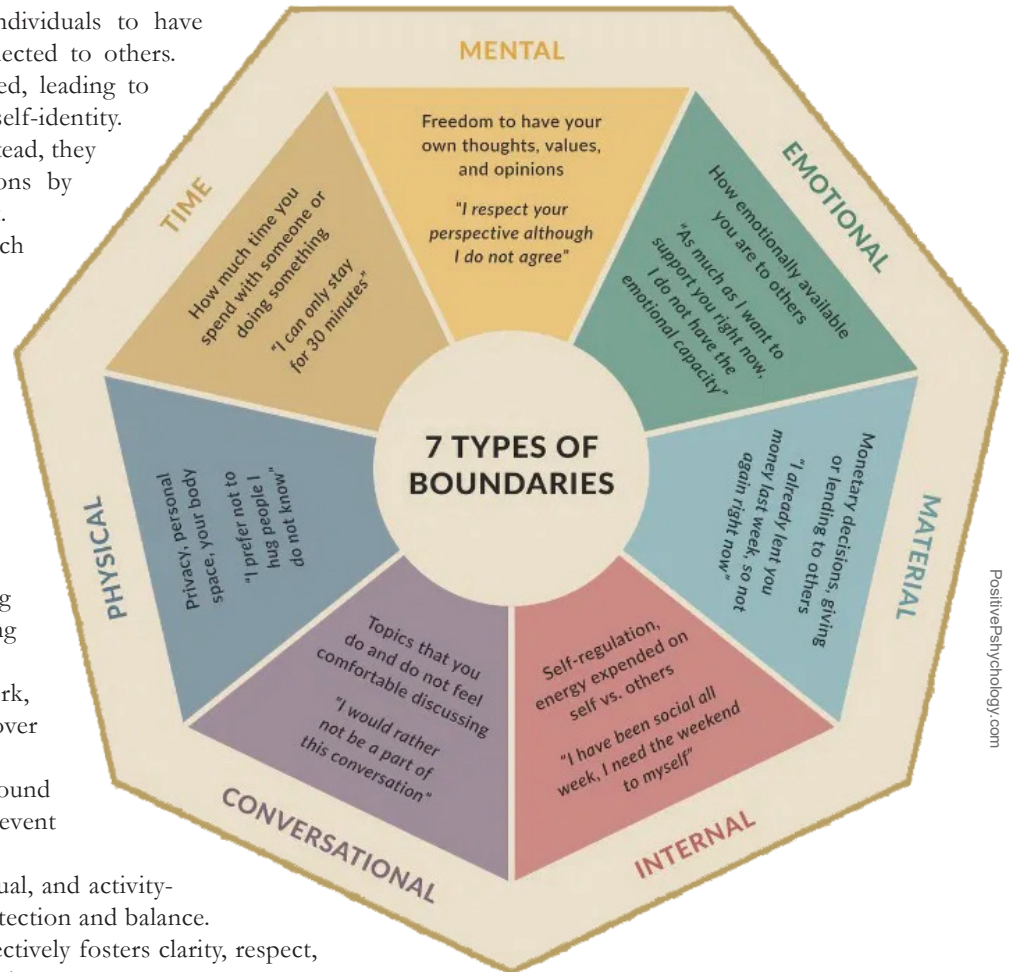 ndividuals to have
nected to others.
ed, leading to
self-identity.
tead, they
ons by
ch
g
ng
rk,
over
ound
event
ual, and activity-
tection and balance.
ectively fosters clarity, respect,
MENTAL
Freedom to have your
own thoughts, values,
and opinions
"I respect your
perspective although
I do not agree"
EMOTIONAL
How emotionally available
you are to others
"As much as I want to
support you right now,
I do not have the
emotional capacity"
MATERIAL
Monetary decisions, giving
or lending to others
"I already lent you
money last week, so not
again right now"
INTERNAL
Self-regulation,
energy expended on
self vs. others
"I have been social all
week, I need the weekend
to myself"
CONVERSATIONAL
Topics that you
do and do not feel
comfortable discussing
"I would rather
not be a part of
this conversation"
PHYSICAL
Privacy, personal
space, your body
"I prefer not to
hug people I
do not know"
TIME
How much time you
spend with someone or
doing something
"I can only stay
for 30 minutes"
7 TYPES OF
BOUNDARIES
PositivePshychology.com